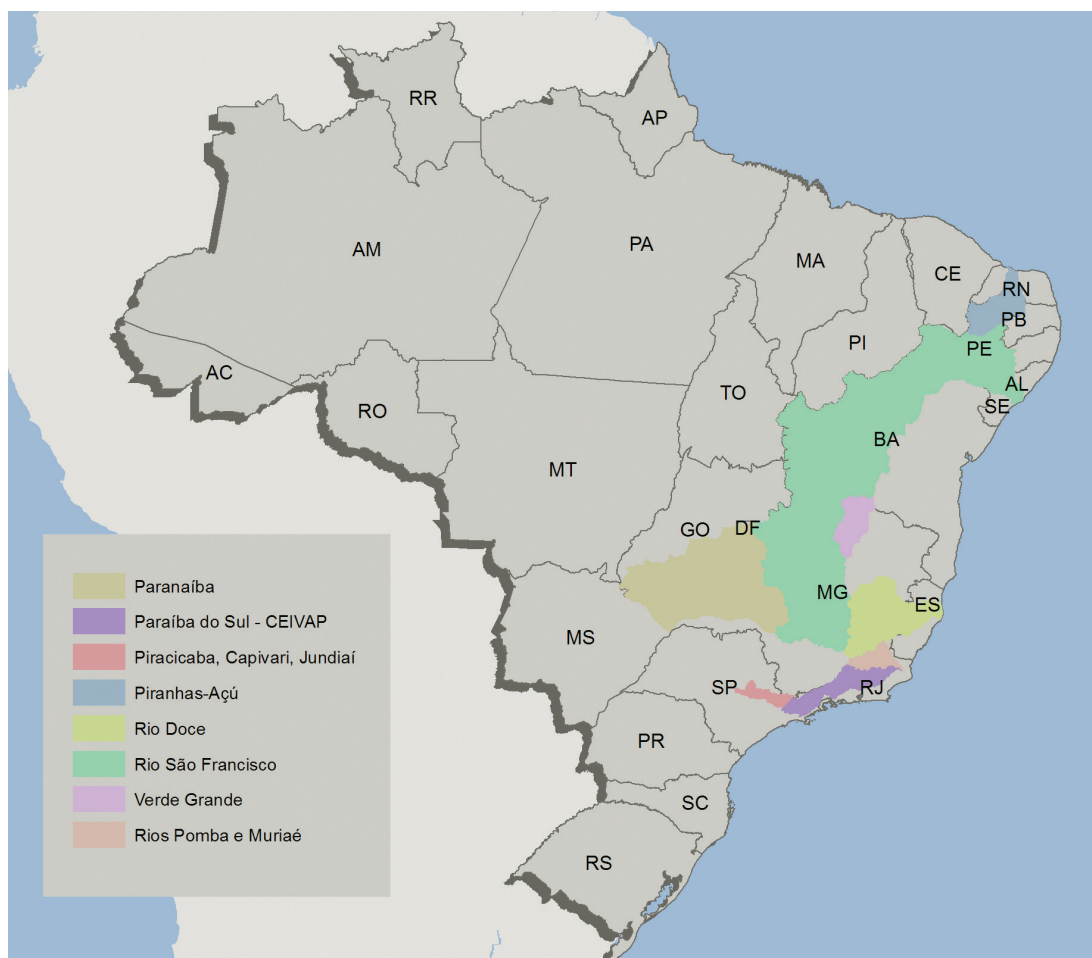 RR
AP
AM
PA
MA
CE
RN
PB
PI
PE
AC
TO
AL
RO
SE
BA
MT
GO
DF
MG
ES
MS
SP
RJ
PR
SC
RS
Paranaíba
Paraíba do Sul - CEIVAP
Piracicaba, Capivari, Jundiaí
Piranhas-Açú
Rio Doce
Rio São Francisco
Verde Grande
Rios Pomba e Muriaé